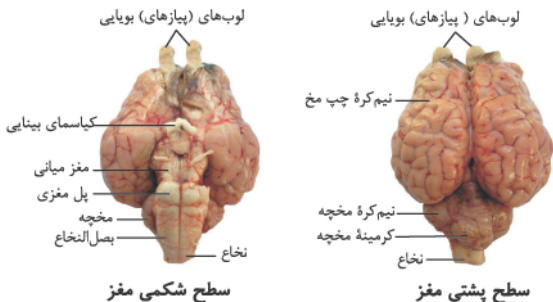 لوب‌های (پیازهای) بویایی
کیاسمای بینایی
مغز میانی
پل مغزی
مخچه
بصل‌النخاع
نخاع
سطح شکمی مغز
لوب‌های ( پیازهای) بویایی
نیم‌کرهٔ چپ مخ
نیم‌کرهٔ مخچه
کرمینهٔ مخچه
نخاع
سطح پشتی مغز